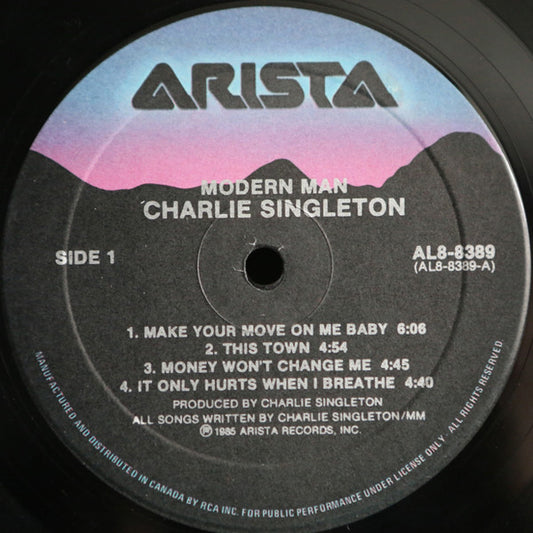 ARISTA
MODERN MAN
CHARLIE SINGLETON
SIDE 1
AL8-8389
(AL8-8389-A)
1. MAKE YOUR MOVE ON ME BABY 6:06
2. THIS TOWN 4:54
3. MONEY WON'T CHANGE ME 4:45
4. IT ONLY HURTS WHEN I BREATHE 4:40
PRODUCED BY CHARLIE SINGLETON
ALL SONGS WRITTEN BY CHARLIE SINGLETON/MM
℗ 1985 ARISTA RECORDS, INC.
MANUFACTURED AND DISTRIBUTED IN CANADA BY RCA INC. FOR PUBLIC PERFORMANCE UNDER LICENSE ONLY. ALL RIGHTS RESERVED.